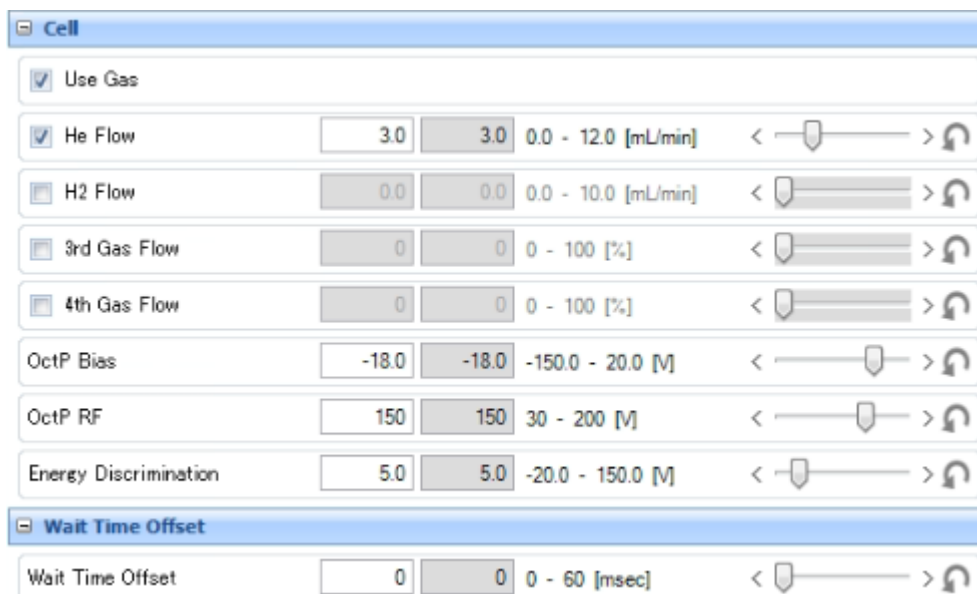 Cell
Use Gas
He Flow 3.0 3.0 0.0 - 12.0 [mL/min]
H2 Flow 0.0 0.0 0.0 - 10.0 [mL/min]
3rd Gas Flow 0 0 0 - 100 [%]
4th Gas Flow 0 0 0 - 100 [%]
OctP Bias -18.0 -18.0 -150.0 - 20.0 [V]
OctP RF 150 150 30 - 200 [V]
Energy Discrimination 5.0 5.0 -20.0 - 150.0 [V]
Wait Time Offset
Wait Time Offset 0 0 0 - 60 [msec]